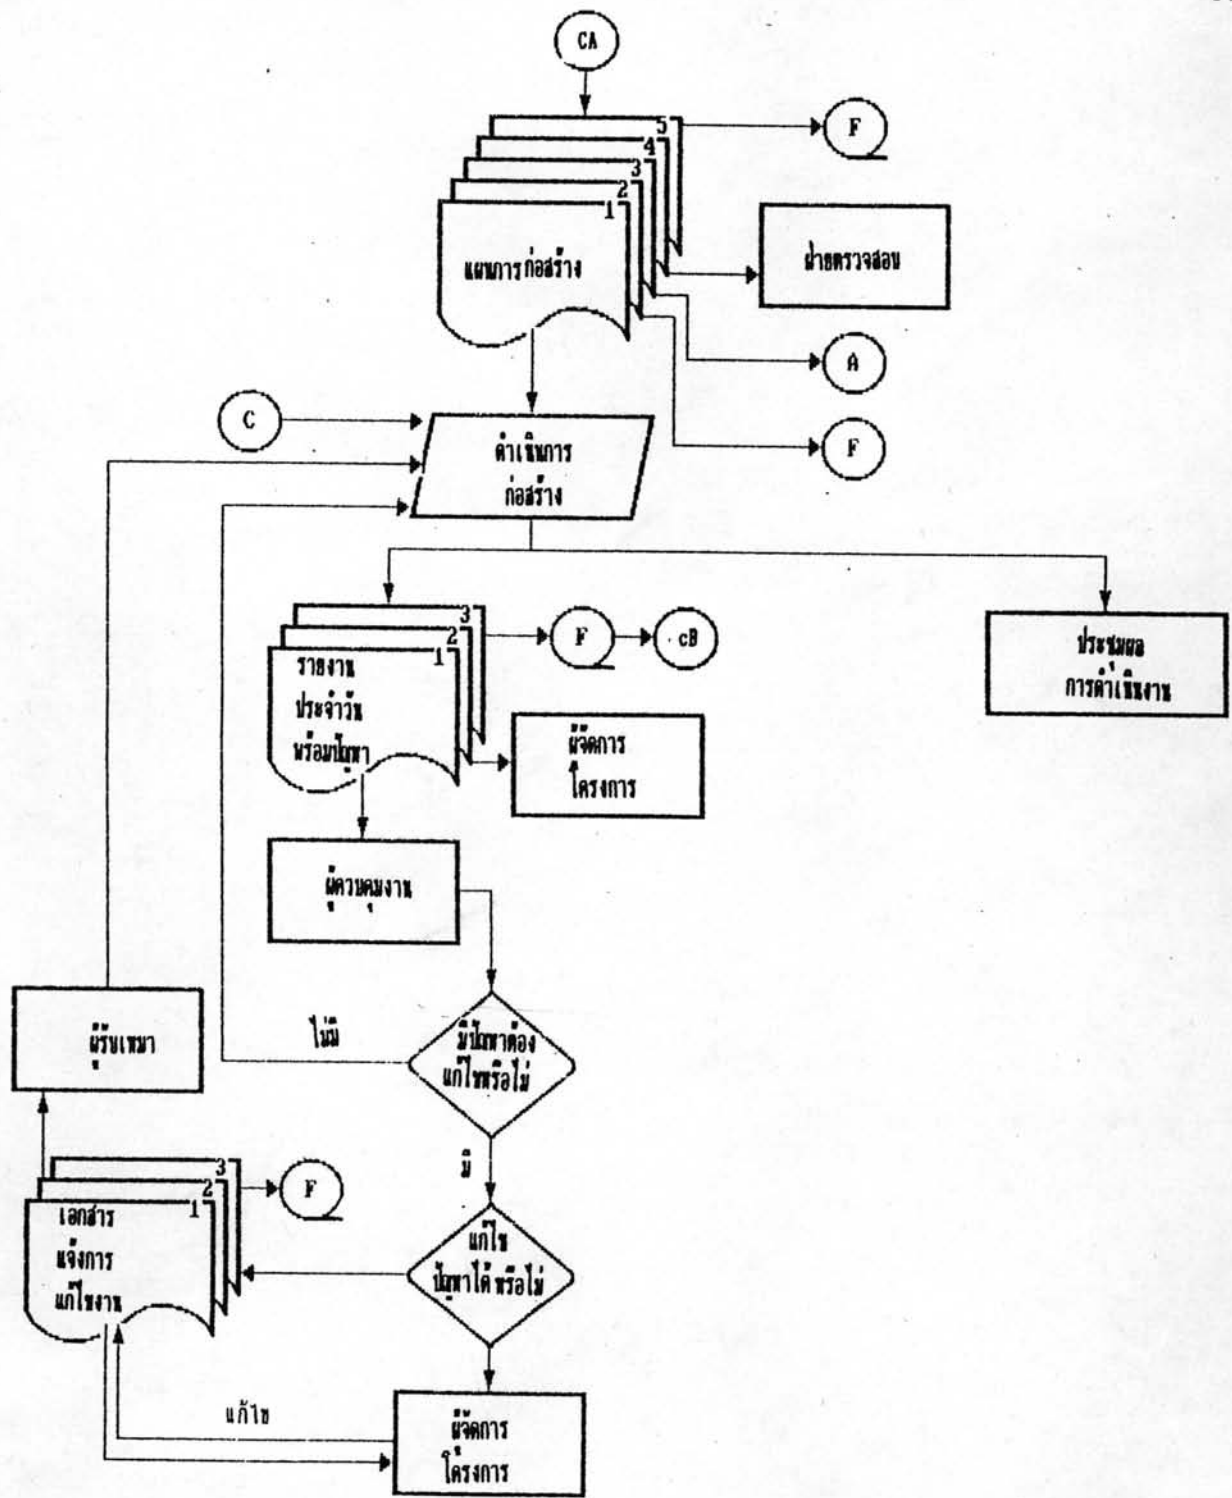 CA
5
F
4
3
2
1
แผนการก่อสร้าง
ฝ่ายตรวจสอบ
A
C
F
ดำเนินการ
ก่อสร้าง
3
2
1
F
cB
รายงาน
ประจำวัน
พร้อมปัญหา
ประชุมผล
การดำเนินงาน
ผู้จัดการ
โครงการ
ผู้ควบคุมงาน
ผู้รับเหมา
ไม่มี
มีปัญหาต้อง
แก้ไขหรือไม่
มี
3
2
1
F
เอกสาร
แจ้งการ
แก้ไขงาน
แก้ไข
ปัญหาได้หรือไม่
แก้ไข
ผู้จัดการ
โครงการ